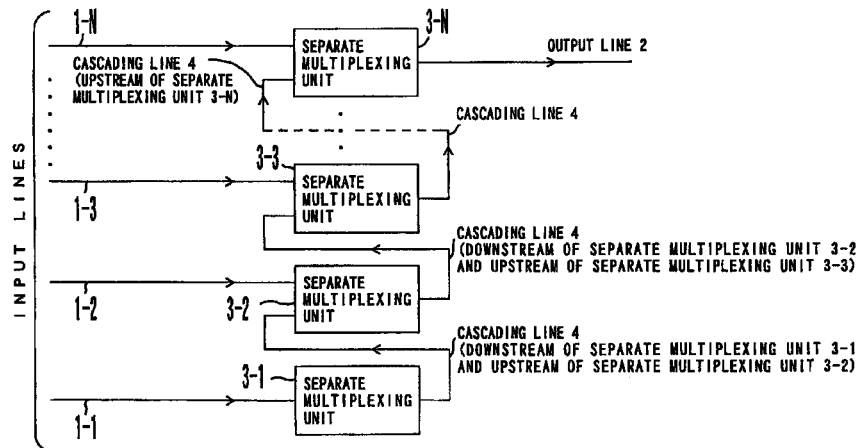 1-N
3-N
SEPARATE
MULTIPLEXING
UNIT
OUTPUT LINE 2
CASCADING LINE 4
(UPSTREAM OF SEPARATE
MULTIPLEXING UNIT 3-N)
CASCADING LINE 4
3-3
SEPARATE
MULTIPLEXING
UNIT
1-3
INPUT LINES
CASCADING LINE 4
(DOWNSTREAM OF SEPARATE MULTIPLEXING UNIT 3-2
AND UPSTREAM OF SEPARATE MULTIPLEXING UNIT 3-3)
SEPARATE
MULTIPLEXING
UNIT
1-2
3-2
CASCADING LINE 4
(DOWNSTREAM OF SEPARATE MULTIPLEXING UNIT 3-1
AND UPSTREAM OF SEPARATE MULTIPLEXING UNIT 3-2)
3-1
SEPARATE
MULTIPLEXING
UNIT
1-1